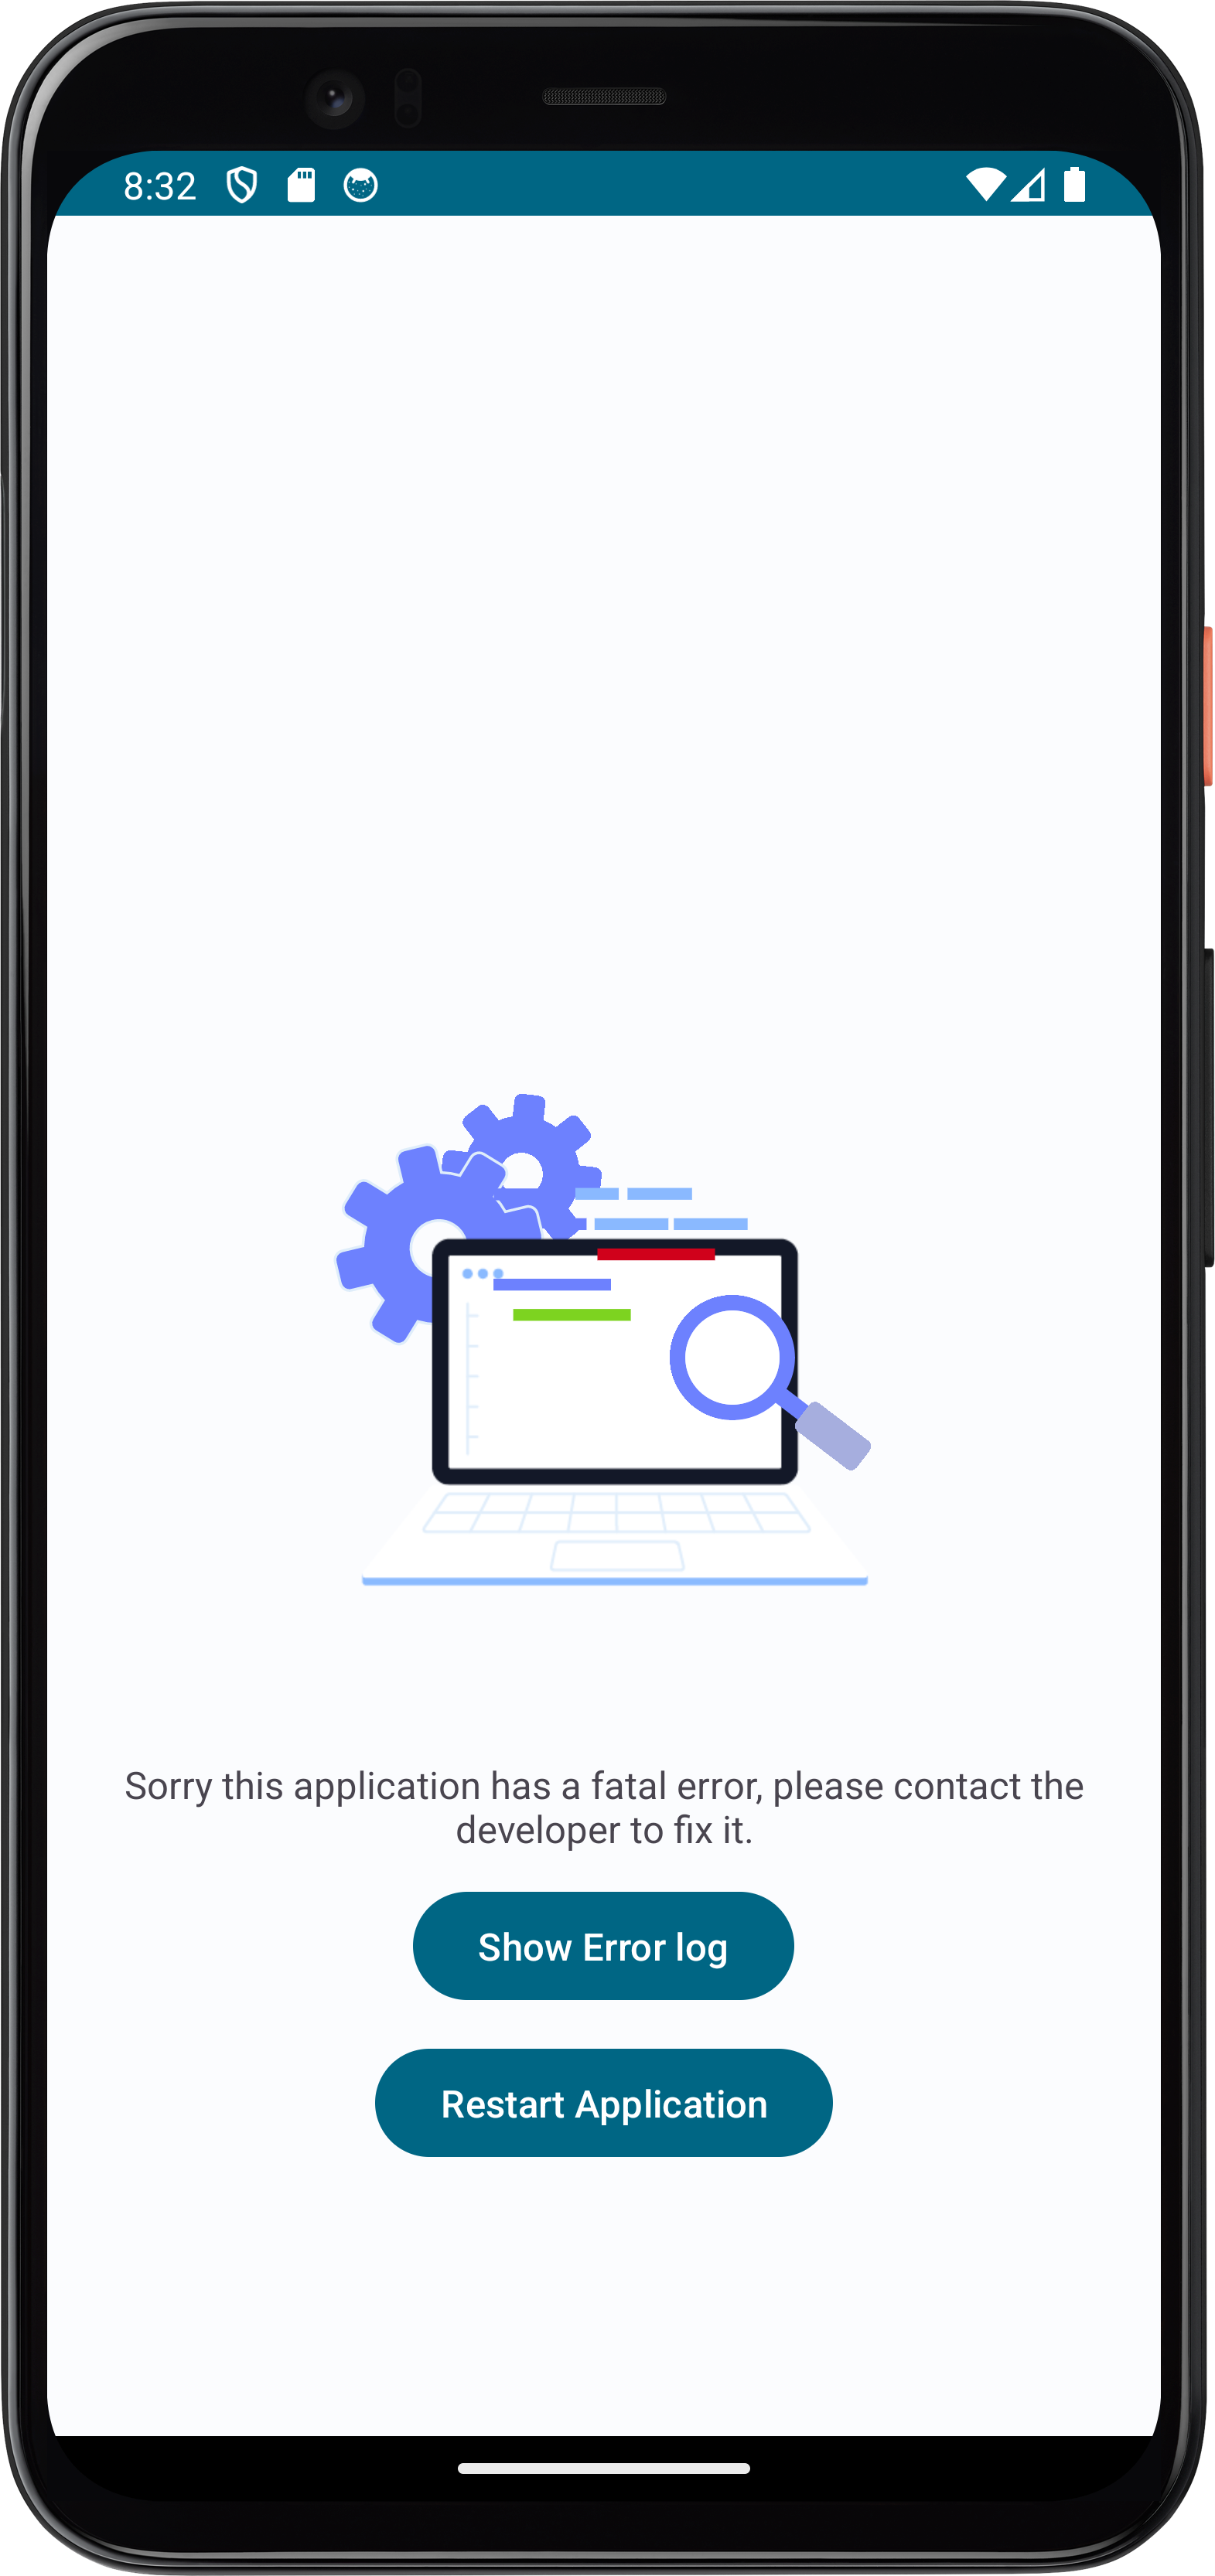 8:32
Sorry this application has a fatal error, please contact the
developer to fix it.
Show Error log
Restart Application